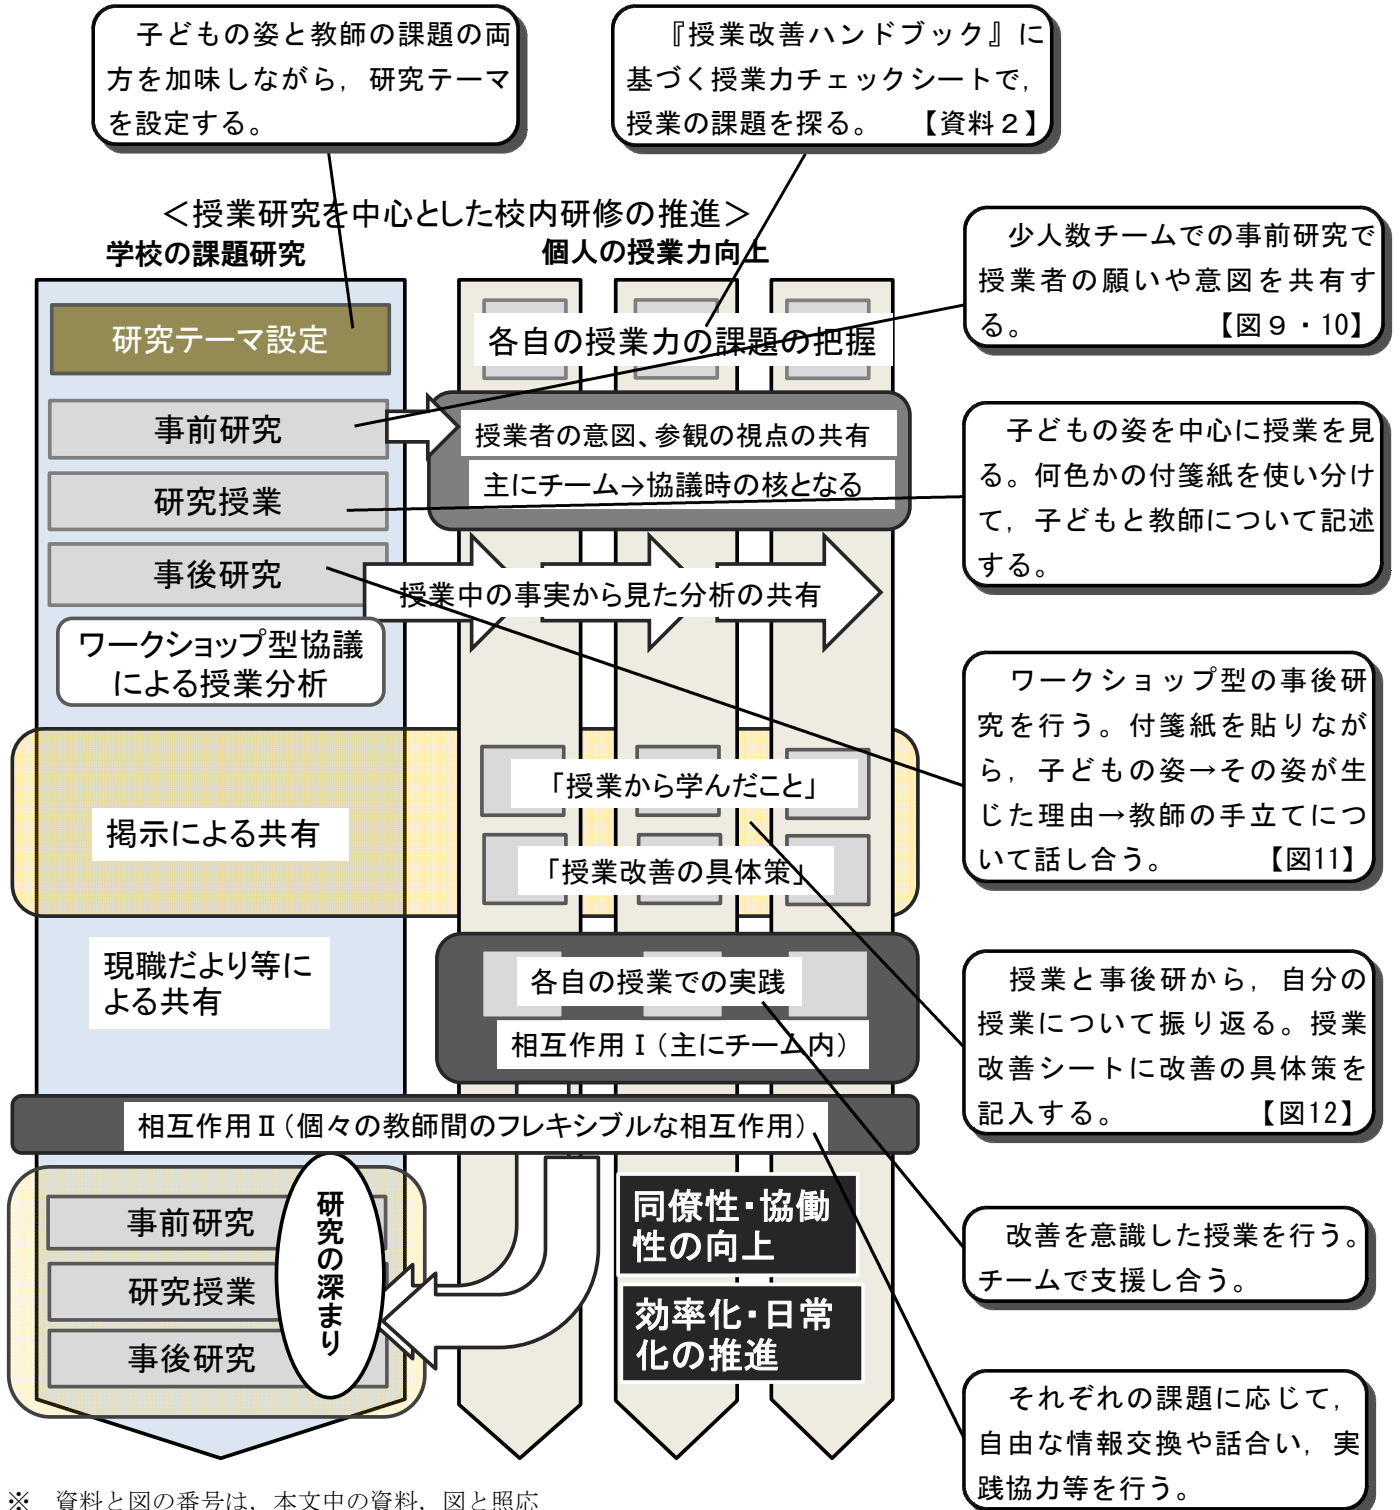 子どもの姿と教師の課題の両
方を加味しながら，研究テーマ
を設定する。
『授業改善ハンドブック』に
基づく授業力チェックシートで，
授業の課題を探る。　【資料２】
＜授業研究を中心とした校内研修の推進＞
学校の課題研究
個人の授業力向上
研究テーマ設定
各自の授業力の課題の把握
少人数チームでの事前研究で
授業者の願いや意図を共有す
る。　【図９・10】
事前研究
授業者の意図、参観の視点の共有
主にチーム→協議時の核となる
研究授業
子どもの姿を中心に授業を見
る。何色かの付箋紙を使い分け
て，子どもと教師について記述
する。
事後研究
授業中の事実から見た分析の共有
ワークショップ型協議
による授業分析
ワークショップ型の事後研
究を行う。付箋紙を貼りなが
ら，子どもの姿→その姿が生
じた理由→教師の手立てにつ
いて話し合う。　【図11】
掲示による共有
「授業から学んだこと」
「授業改善の具体策」
授業と事後研から，自分の
授業について振り返る。授業
改善シートに改善の具体策を
記入する。　【図12】
現職だより等に
よる共有
各自の授業での実践
相互作用Ⅰ（主にチーム内）
相互作用Ⅱ（個々の教師間のフレキシブルな相互作用）
改善を意識した授業を行う。
チームで支援し合う。
事前研究
研究授業
事後研究
研究の深まり
同僚性・協働
性の向上
効率化・日常
化の推進
それぞれの課題に応じて，
自由な情報交換や話合い，実
践協力等を行う。
※　資料と図の番号は，本文中の資料，図と照応